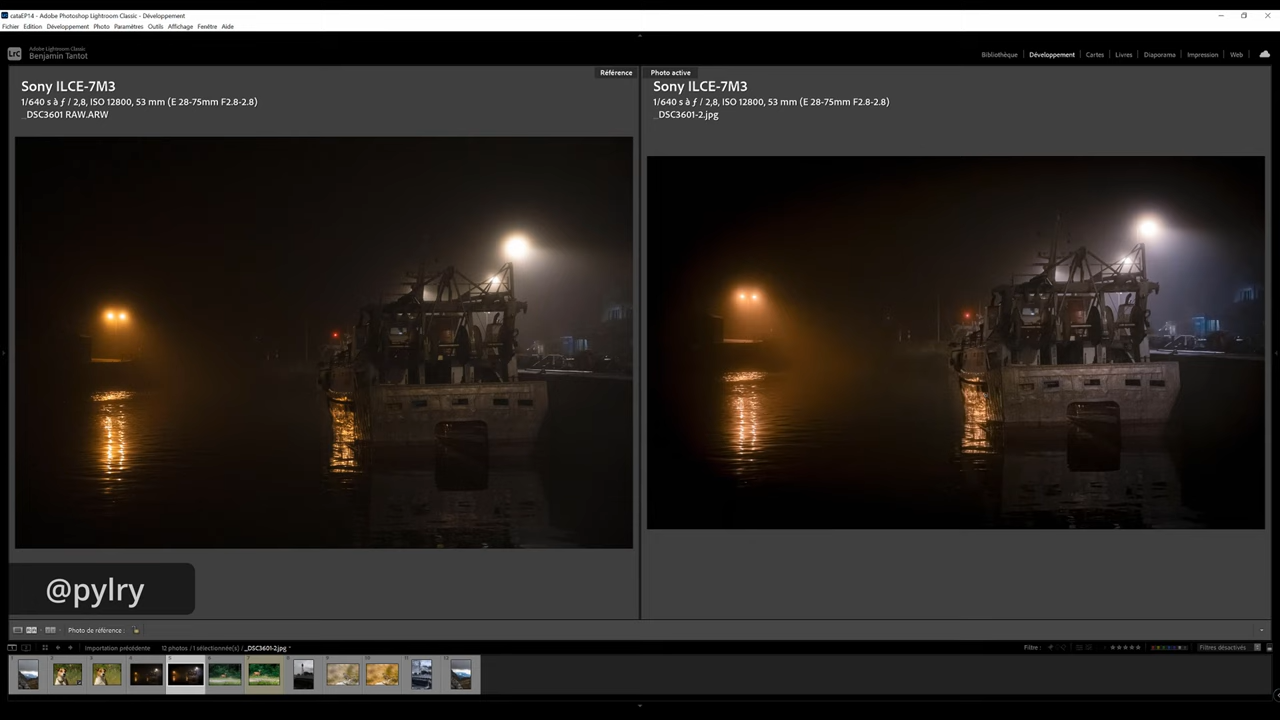 cataEP14 - Adobe Photoshop Lightroom Classic - Développement
Fichier Edition Développement Photo Paramètres Outils Affichage Fenêtre Aide
LrC
Adobe Lightroom Classic
Benjamin Tantot
Bibliothèque Développement Cartes Livres Diaporama Impression Web
Référence
Sony ILCE-7M3
1/640 s à ƒ / 2,8, ISO 12800, 53 mm (E 28-75mm F2.8-2.8)
_DSC3601 RAW.ARW
Photo active
Sony ILCE-7M3
1/640 s à ƒ / 2,8, ISO 12800, 53 mm (E 28-75mm F2.8-2.8)
_DSC3601-2.jpg
@pylry
Photo de référence :
Importation précédente 12 photos / 1 sélectionnée(s) / _DSC3601-2.jpg
Filtre : Filtres désactivés